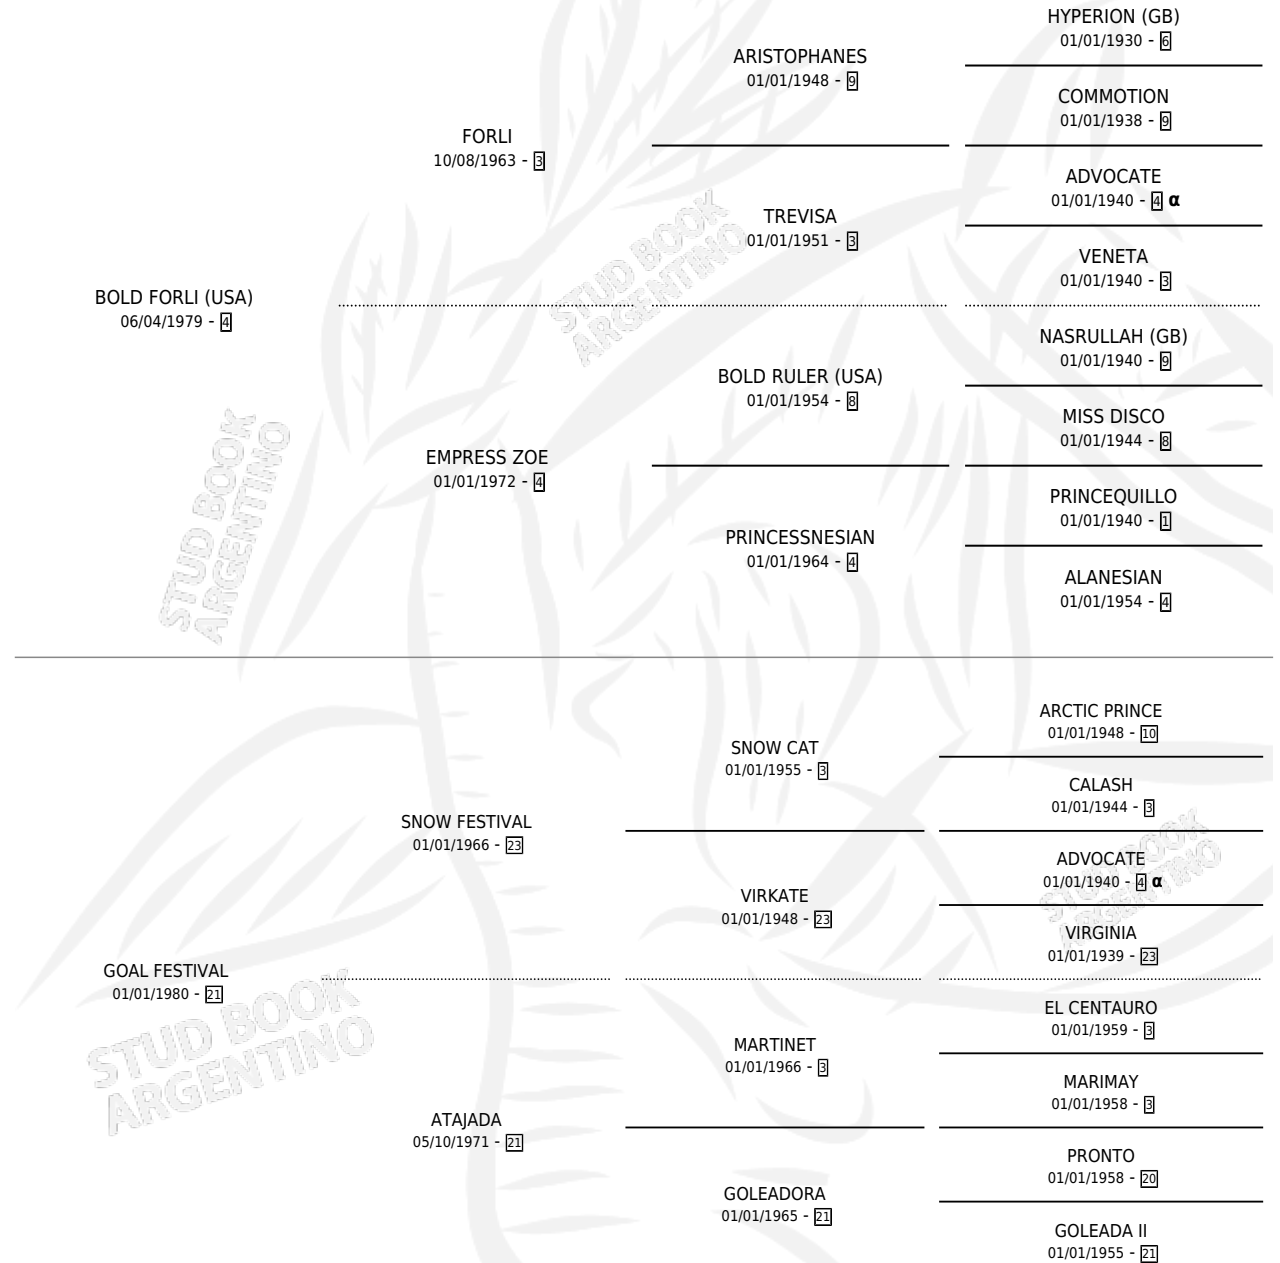 HYPERION (GB)
01/01/1930 - 6
ARISTOPHANES
01/01/1948 - 9
COMMOTION
01/01/1938 - 9
FORLI
10/08/1963 - 3
ADVOCATE
01/01/1940 - 4 α
TREVISA
01/01/1951 - 3
VENETA
01/01/1940 - 3
BOLD FORLI (USA)
06/04/1979 - 4
NASRULLAH (GB)
01/01/1940 - 9
BOLD RULER (USA)
01/01/1954 - 8
MISS DISCO
01/01/1944 - 8
EMPRESS ZOE
01/01/1972 - 4
PRINCEQUILLO
01/01/1940 - 1
PRINCESSNESIAN
01/01/1964 - 4
ALANESIAN
01/01/1954 - 4
STUD BOOK
ARGENTINO
STUD BOOK
ARGENTINO
ARCTIC PRINCE
01/01/1948 - 10
SNOW CAT
01/01/1955 - 3
CALASH
01/01/1944 - 3
SNOW FESTIVAL
01/01/1966 - 23
ADVOCATE
01/01/1940 - 4 α
VIRKATE
01/01/1948 - 23
VIRGINIA
01/01/1939 - 23
GOAL FESTIVAL
01/01/1980 - 21
EL CENTAURO
01/01/1959 - 3
MARTINET
01/01/1966 - 3
MARIMAY
01/01/1958 - 3
ATAJADA
05/10/1971 - 21
PRONTO
01/01/1958 - 20
GOLEADORA
01/01/1965 - 21
GOLEADA II
01/01/1955 - 21
STUD BOOK
ARGENTINO
STUD BOOK
ARGENTINO